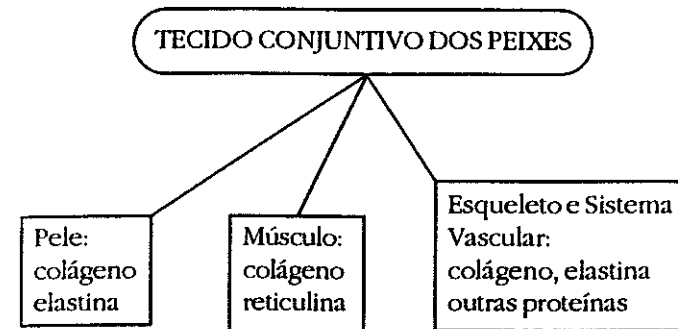 TECIDO CONJUNTIVO DOS PEIXES
Pele:
colágeno
elastina
Músculo:
colágeno
reticulina
Esqueleto e Sistema
Vascular:
colágeno, elastina
outras proteínas